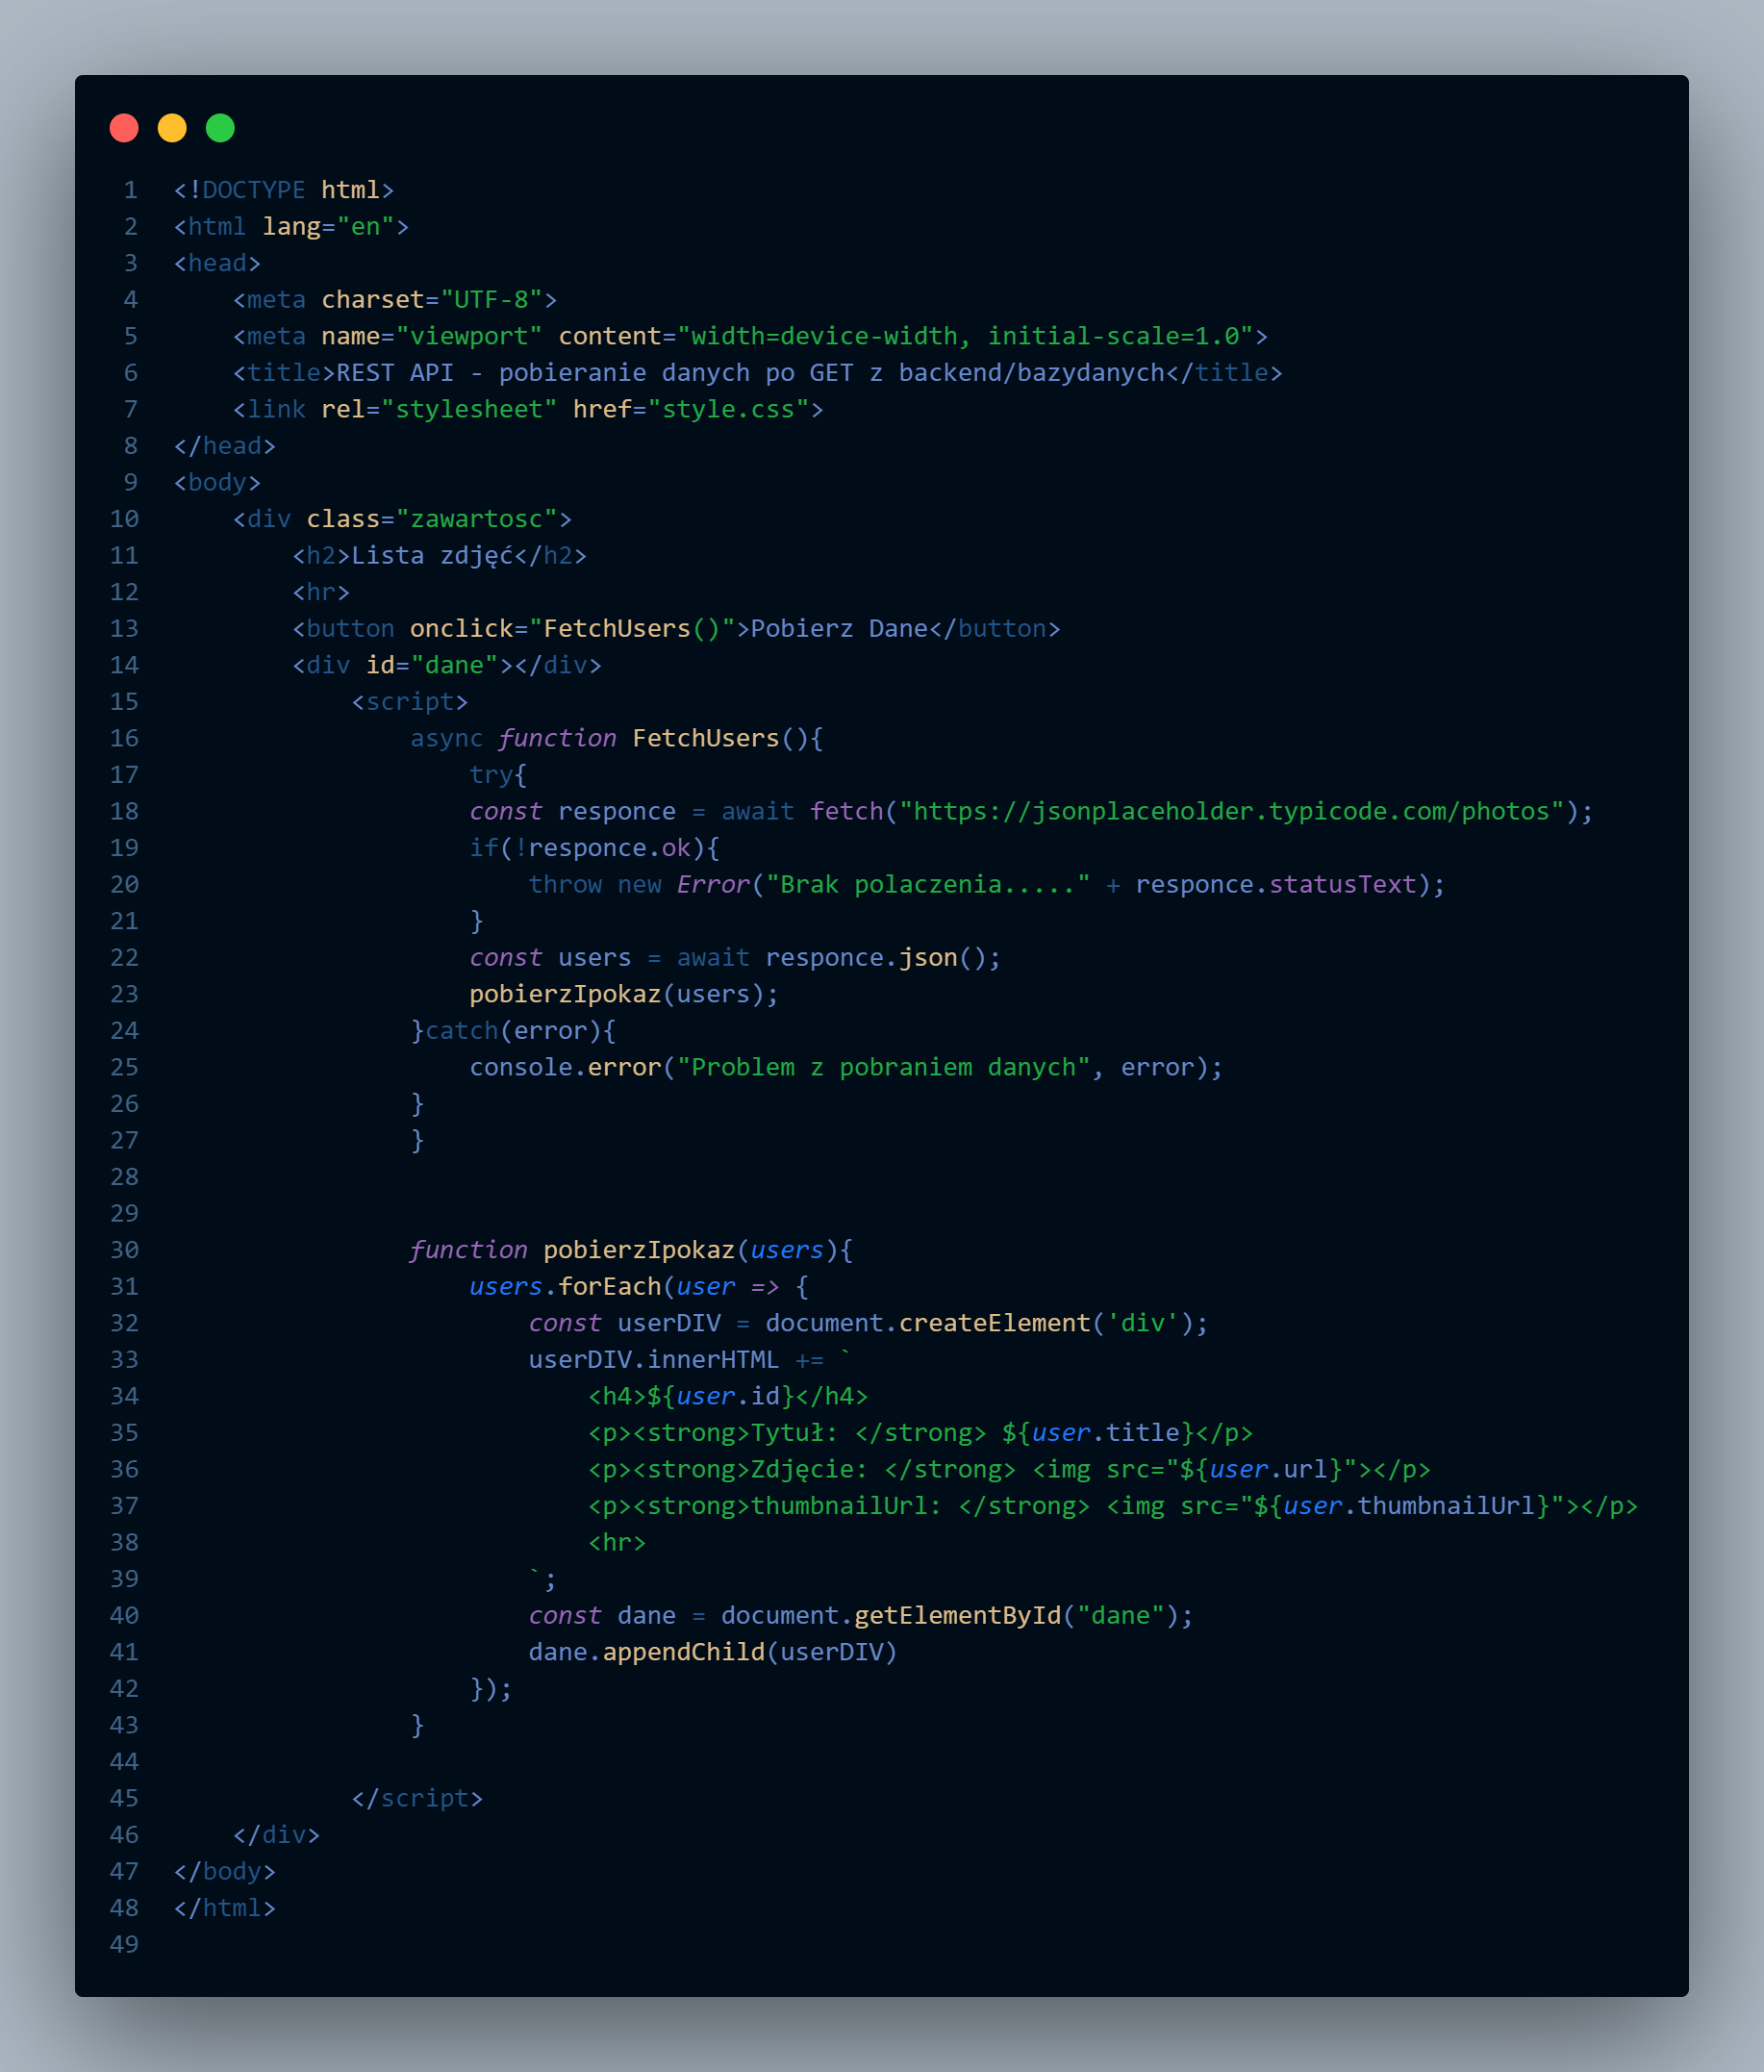 1 <!DOCTYPE html>
2 <html lang="en">
3 <head>
4     <meta charset="UTF-8">
5     <meta name="viewport" content="width=device-width, initial-scale=1.0">
6     <title>REST API - pobieranie danych po GET z backend/bazydanych</title>
7     <link rel="stylesheet" href="style.css">
8 </head>
9 <body>
10     <div class="zawartosc">
11         <h2>Lista zdjęć</h2>
12         <hr>
13         <button onclick="FetchUsers()">Pobierz Dane</button>
14         <div id="dane"></div>
15             <script>
16                 async function FetchUsers(){
17                     try{
18                     const responce = await fetch("https://jsonplaceholder.typicode.com/photos");
19                     if(!responce.ok){
20                         throw new Error("Brak polaczenia....." + responce.statusText);
21                     }
22                     const users = await responce.json();
23                     pobierzIpokaz(users);
24                 }catch(error){
25                     console.error("Problem z pobraniem danych", error);
26                 }
27                 }
28
29
30                 function pobierzIpokaz(users){
31                     users.forEach(user => {
32                         const userDIV = document.createElement('div');
33                         userDIV.innerHTML += `
34                             <h4>${user.id}</h4>
35                             <p><strong>Tytuł: </strong> ${user.title}</p>
36                             <p><strong>Zdjęcie: </strong> <img src="${user.url}"></p>
37                             <p><strong>thumbnailUrl: </strong> <img src="${user.thumbnailUrl}"></p>
38                             <hr>
39                         `;
40                         const dane = document.getElementById("dane");
41                         dane.appendChild(userDIV)
42                     });
43                 }
44
45             </script>
46     </div>
47 </body>
48 </html>
49